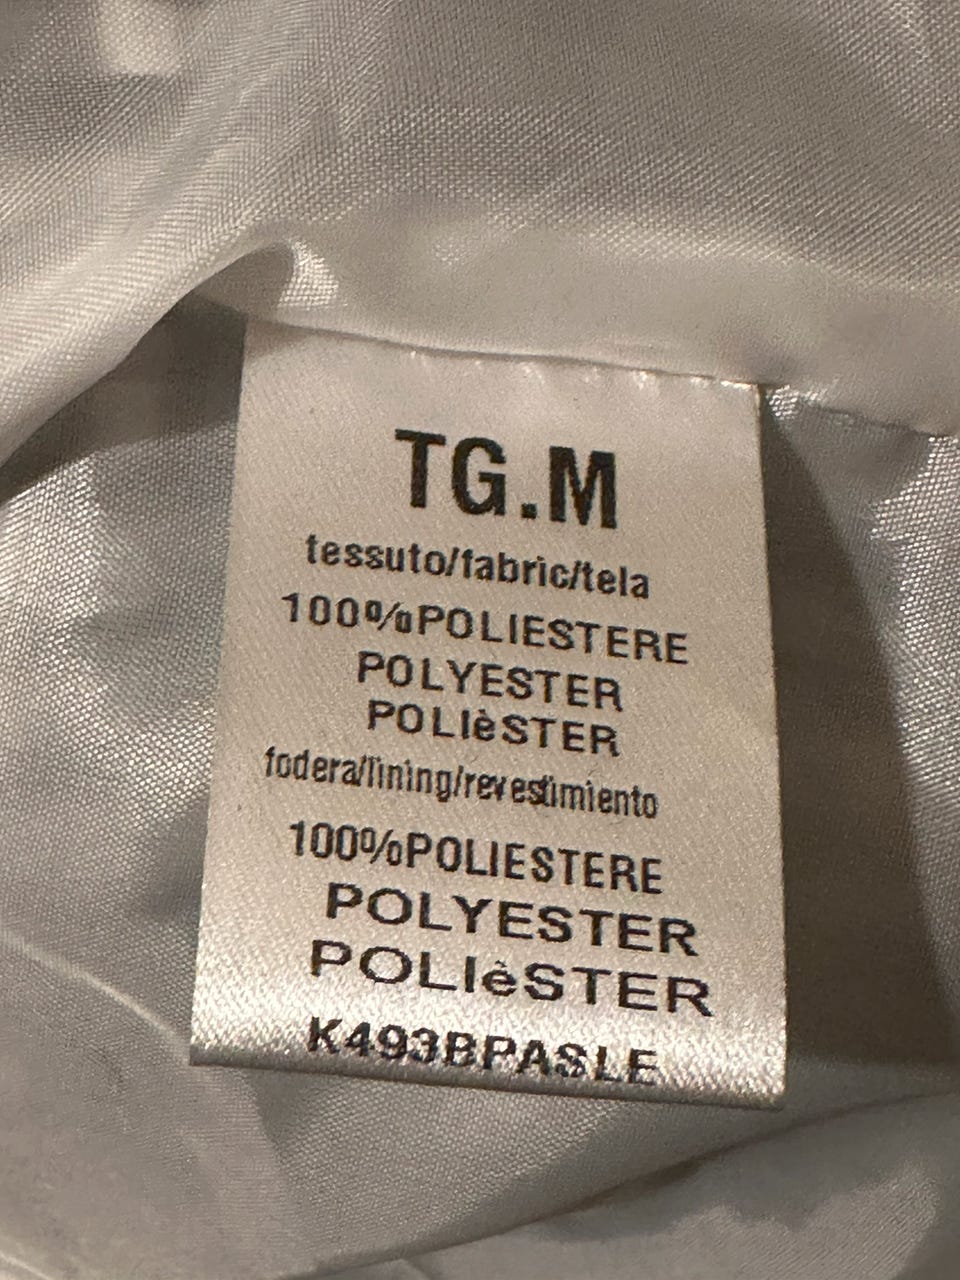 TG.M
tessuto/fabric/tela
100%POLIESTERE
POLYESTER
POLIèSTER
fodera/lining/revestimiento
100%POLIESTERE
POLYESTER
POLIèSTER
K493BPASLE